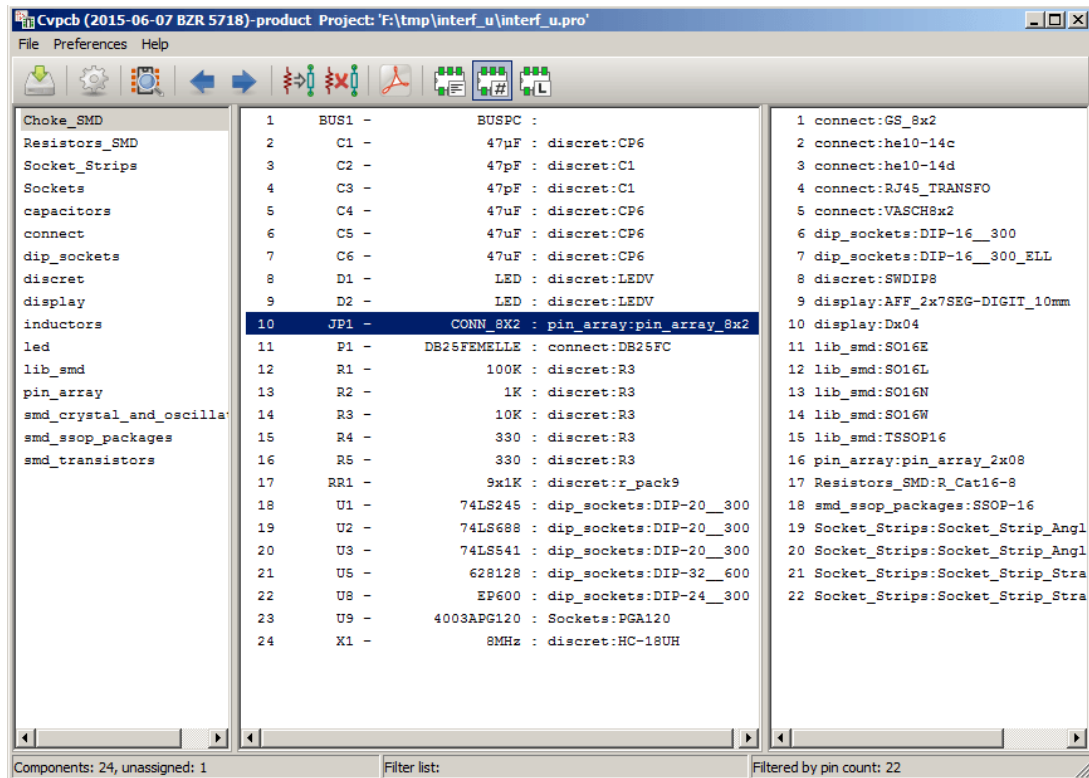 Cvpcb (2015-06-07 BZR 5718)-product Project: 'F:\tmp\interf_u\interf_u.pro'
File Preferences Help
L
Choke_SMD
Resistors_SMD
Socket_Strips
Sockets
capacitors
connect
dip_sockets
discret
display
inductors
led
lib_smd
pin_array
smd_crystal_and_oscilla
smd_ssop_packages
smd_transistors
1 BUS1 - BUSPC :
2 C1 - 47µF : discret:CP6
3 C2 - 47pF : discret:C1
4 C3 - 47pF : discret:C1
5 C4 - 47uF : discret:CP6
6 C5 - 47uF : discret:CP6
7 C6 - 47uF : discret:CP6
8 D1 - LED : discret:LEDV
9 D2 - LED : discret:LEDV
10 JP1 - CONN_8X2 : pin_array:pin_array_8x2
11 P1 - DB25FEMELLE : connect:DB25FC
12 R1 - 100K : discret:R3
13 R2 - 1K : discret:R3
14 R3 - 10K : discret:R3
15 R4 - 330 : discret:R3
16 R5 - 330 : discret:R3
17 RR1 - 9x1K : discret:r_pack9
18 U1 - 74LS245 : dip_sockets:DIP-20__300
19 U2 - 74LS688 : dip_sockets:DIP-20__300
20 U3 - 74LS541 : dip_sockets:DIP-20__300
21 U5 - 628128 : dip_sockets:DIP-32__600
22 U8 - EP600 : dip_sockets:DIP-24__300
23 U9 - 4003APG120 : Sockets:PGA120
24 X1 - 8MHz : discret:HC-18UH
1 connect:GS_8x2
2 connect:he10-14c
3 connect:he10-14d
4 connect:RJ45_TRANSFO
5 connect:VASCH8x2
6 dip_sockets:DIP-16__300
7 dip_sockets:DIP-16__300_ELL
8 discret:SWDIP8
9 display:AFF_2x7SEG-DIGIT_10mm
10 display:Dx04
11 lib_smd:SO16E
12 lib_smd:SO16L
13 lib_smd:SO16N
14 lib_smd:SO16W
15 lib_smd:TSSOP16
16 pin_array:pin_array_2x08
17 Resistors_SMD:R_Cat16-8
18 smd_ssop_packages:SSOP-16
19 Socket_Strips:Socket_Strip_Angl
20 Socket_Strips:Socket_Strip_Angl
21 Socket_Strips:Socket_Strip_Stra
22 Socket_Strips:Socket_Strip_Stra
Components: 24, unassigned: 1
Filter list:
Filtered by pin count: 22